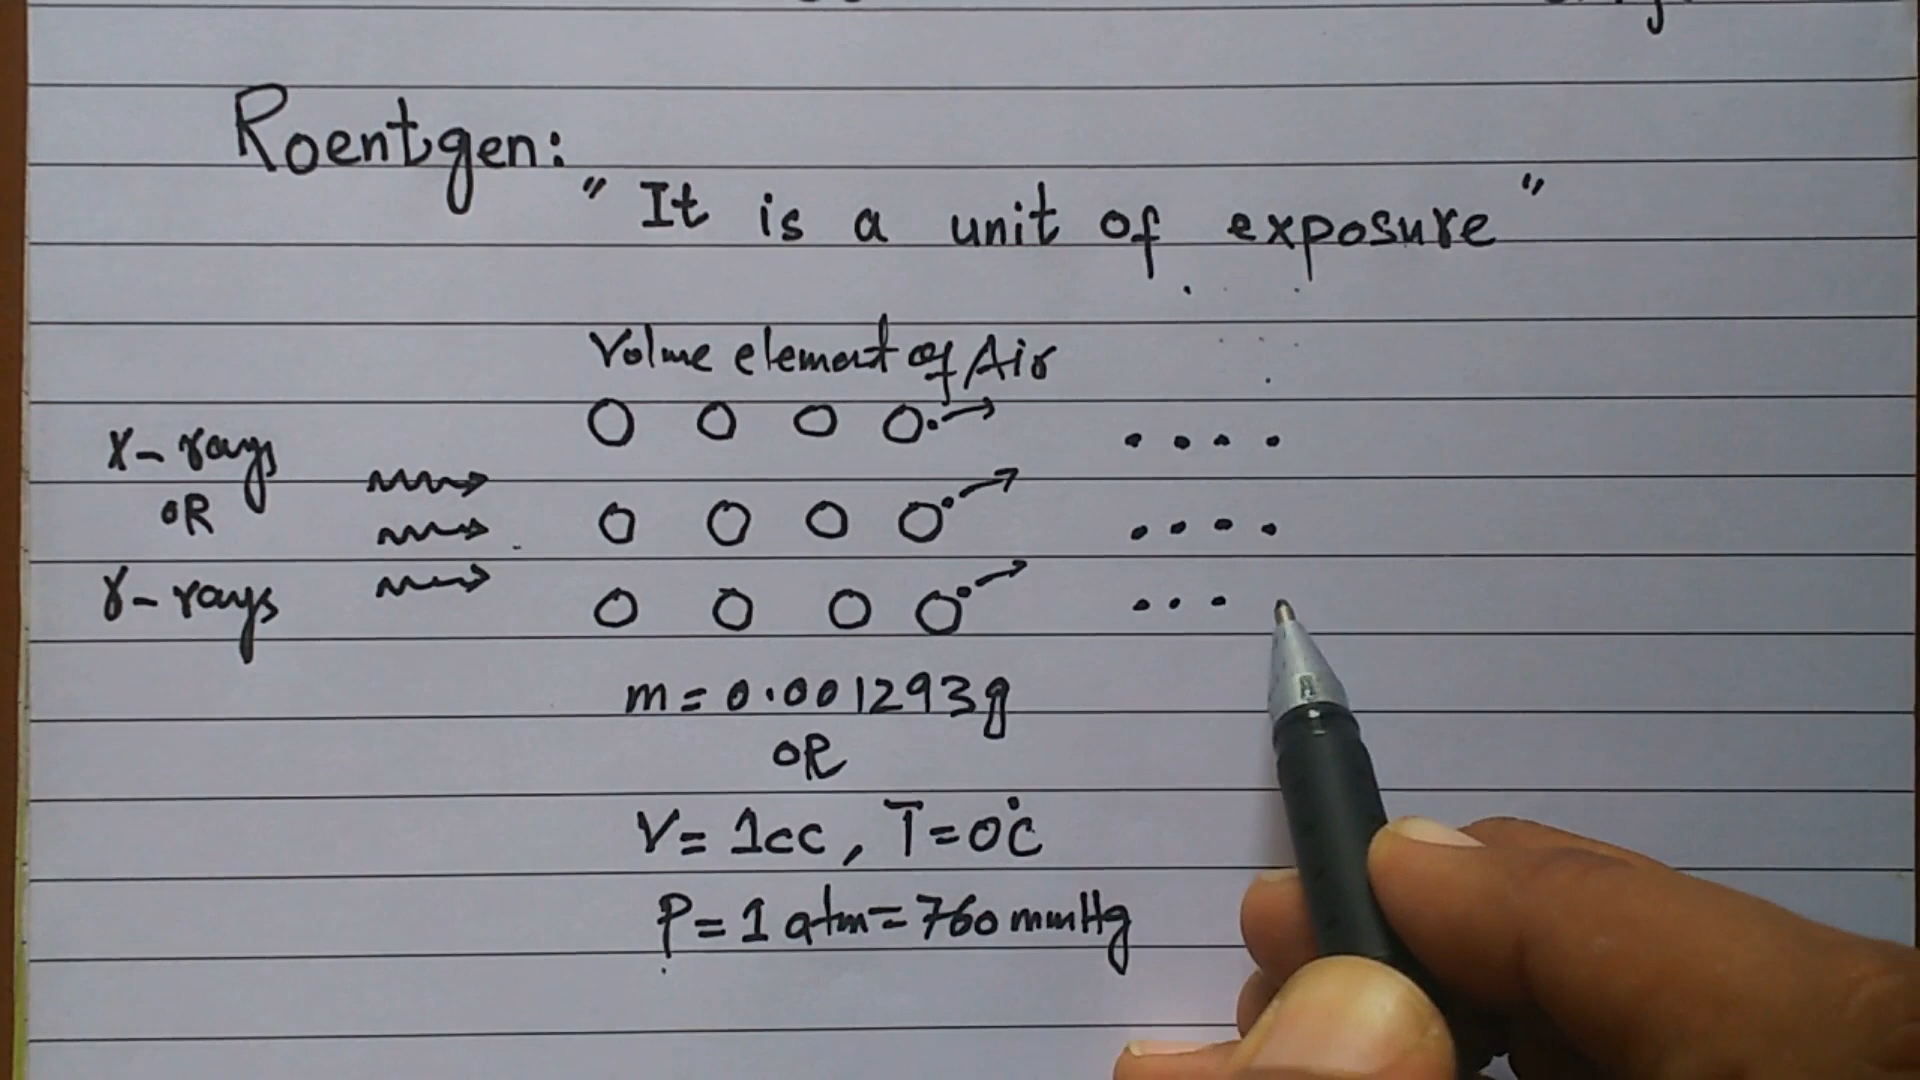 Roentgen:
" It is a unit of exposure "
Volme element of Air
X-rays
OR
γ-rays
m = 0.001293g
OR
V = 1cc, T = 0°C
P = 1 atm = 760 mmHg